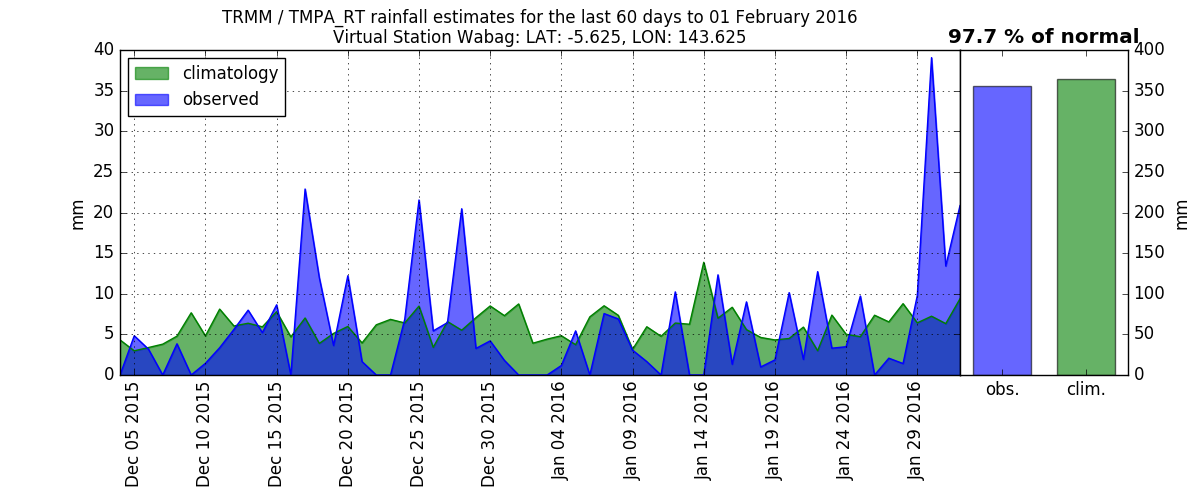 TRMM / TMPA_RT rainfall estimates for the last 60 days to 01 February 2016
Virtual Station Wabag: LAT: -5.625, LON: 143.625
97.7 % of normal
climatology
observed
40
35
30
25
20
15
10
5
0
mm
400
350
300
250
200
150
100
50
0
mm
Dec 05 2015
Dec 10 2015
Dec 15 2015
Dec 20 2015
Dec 25 2015
Dec 30 2015
Jan 04 2016
Jan 09 2016
Jan 14 2016
Jan 19 2016
Jan 24 2016
Jan 29 2016
obs.
clim.